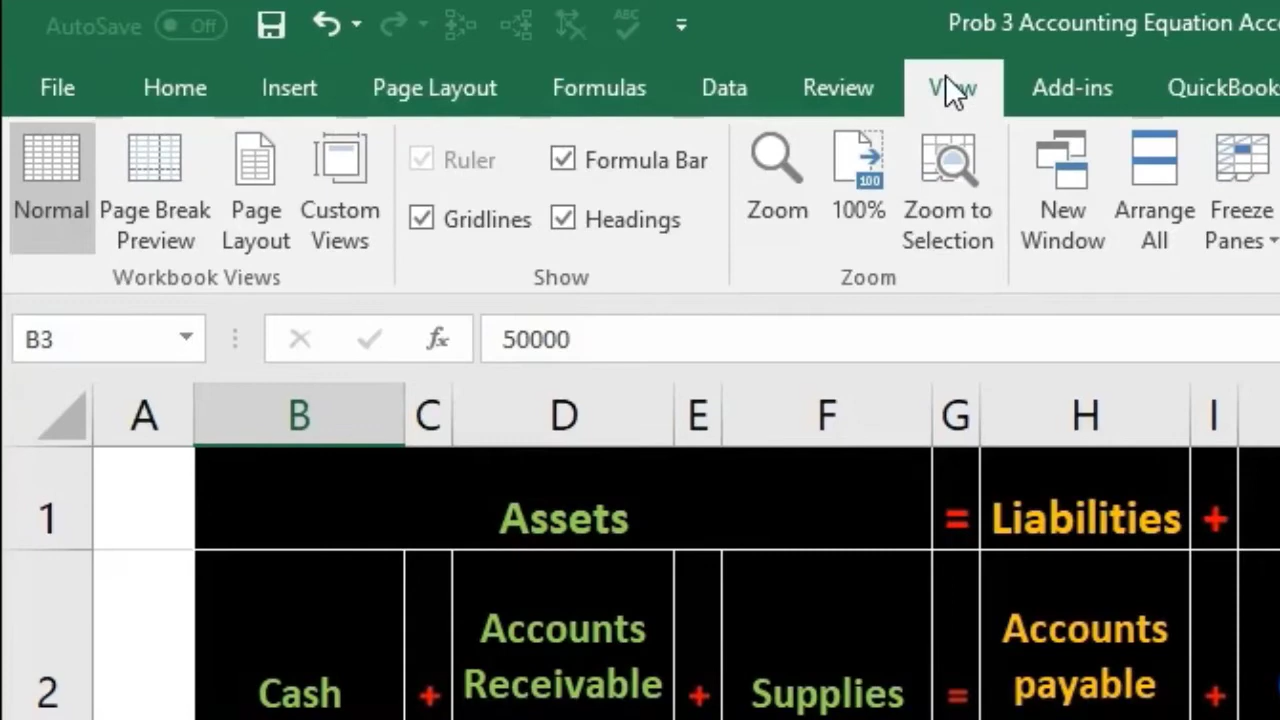 AutoSave Off Prob 3 Accounting Equation Acc
File Home Insert Page Layout Formulas Data Review View Add-ins QuickBook
Ruler Formula Bar
100
Normal Page Break Page Custom Zoom 100% Zoom to New Arrange Freeze
Gridlines Headings
Preview Layout Views Selection Window All Panes
Workbook Views Show Zoom
B3 fx 50000
A B C D E F G H I
1 Assets = Liabilities +
Accounts Accounts
2 Cash + Receivable + Supplies = payable +